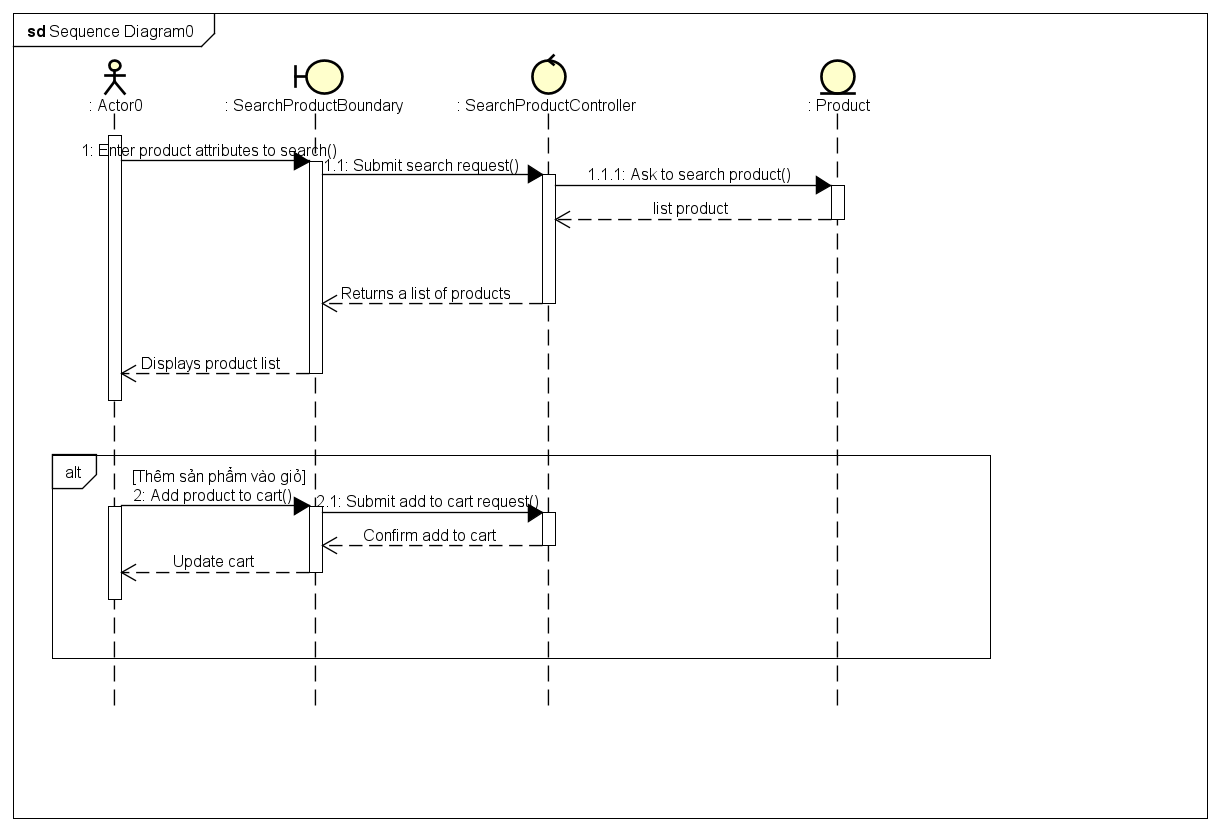 sd Sequence Diagram0
: Actor0
: SearchProductBoundary
: SearchProductController
: Product
1: Enter product attributes to search()
1.1: Submit search request()
1.1.1: Ask to search product()
list product
Returns a list of products
Displays product list
alt
[Thêm sản phẩm vào giỏ]
2: Add product to cart()
2.1: Submit add to cart request()
Confirm add to cart
Update cart